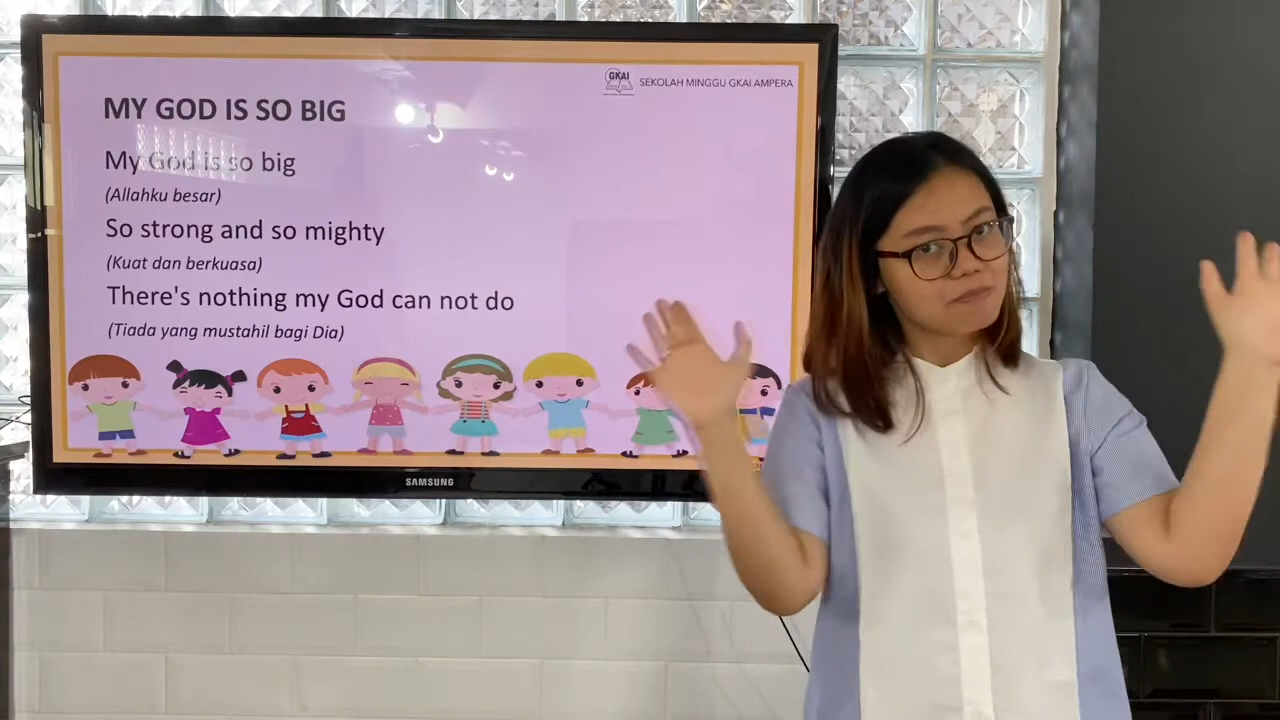 GKAI
SEKOLAH MINGGU GKAI AMPERA
MY GOD IS SO BIG
My God is so big
(Allahku besar)
So strong and so mighty
(Kuat dan berkuasa)
There's nothing my God can not do
(Tiada yang mustahil bagi Dia)
SAMSUNG